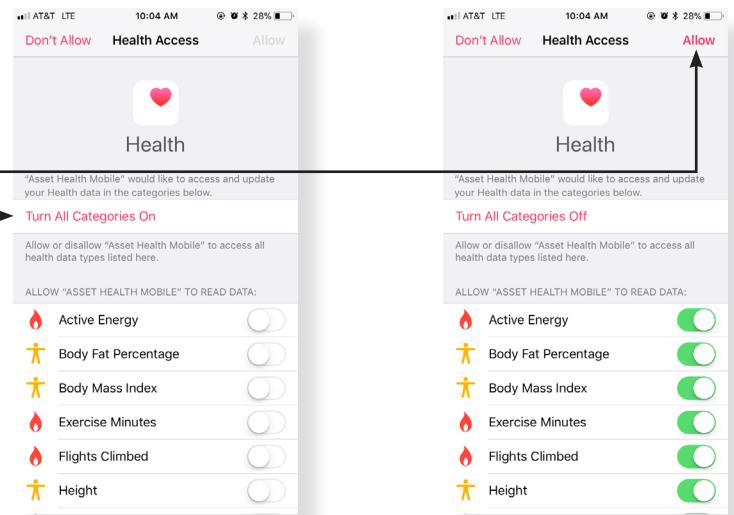 AT&T LTE 10:04 AM 28%
Don't Allow Health Access Allow
Health
"Asset Health Mobile" would like to access and update
your Health data in the categories below.
Turn All Categories On
Allow or disallow "Asset Health Mobile" to access all
health data types listed here.
ALLOW "ASSET HEALTH MOBILE" TO READ DATA:
Active Energy
Body Fat Percentage
Body Mass Index
Exercise Minutes
Flights Climbed
Height
AT&T LTE 10:04 AM 28%
Don't Allow Health Access Allow
Health
"Asset Health Mobile" would like to access and update
your Health data in the categories below.
Turn All Categories Off
Allow or disallow "Asset Health Mobile" to access all
health data types listed here.
ALLOW "ASSET HEALTH MOBILE" TO READ DATA:
Active Energy
Body Fat Percentage
Body Mass Index
Exercise Minutes
Flights Climbed
Height